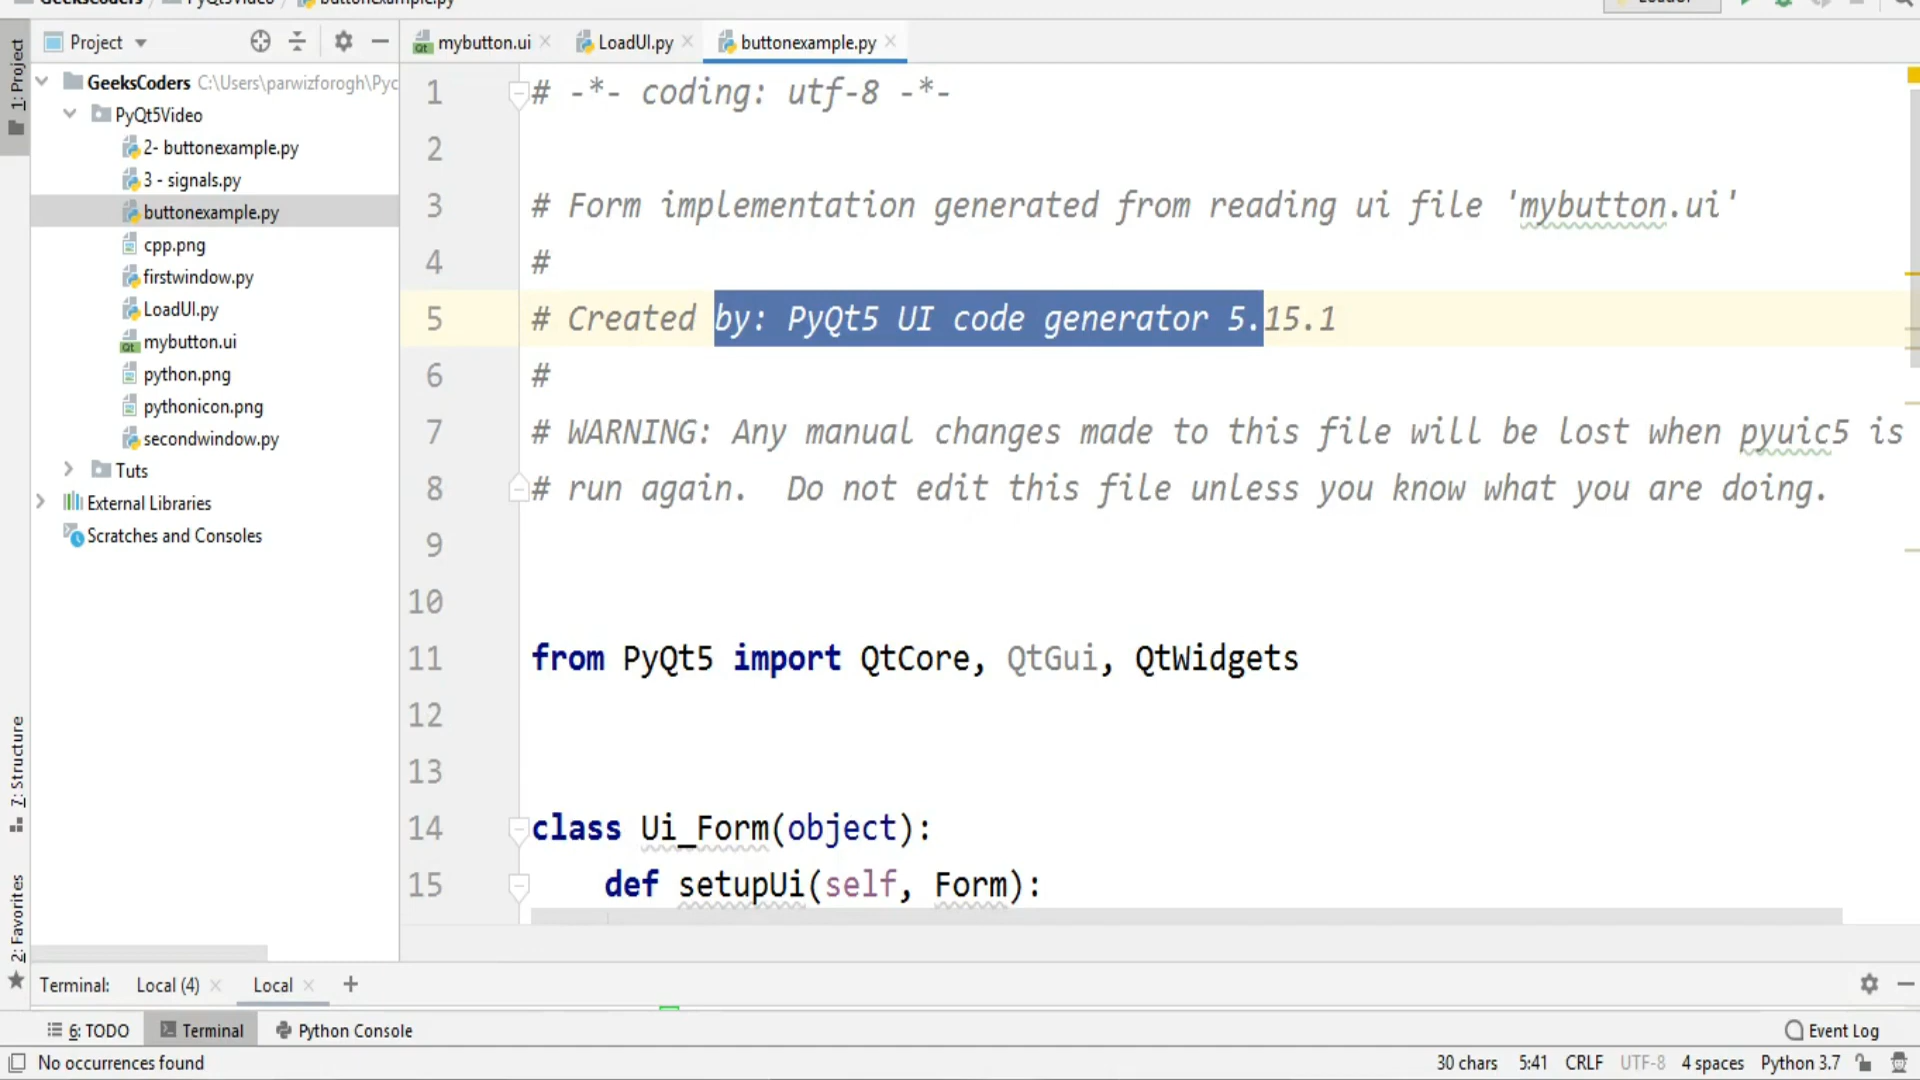 mybutton.ui
LoadUI.py
buttonexample.py
Project
1: Project
GeeksCoders C:\Users\parwizforogh\Pyc
PyQt5Video
2- buttonexample.py
3 - signals.py
buttonexample.py
cpp.png
firstwindow.py
LoadUI.py
mybutton.ui
python.png
pythonicon.png
secondwindow.py
Tuts
External Libraries
Scratches and Consoles
7: Structure
2: Favorites
1 # -*- coding: utf-8 -*-
2
3 # Form implementation generated from reading ui file 'mybutton.ui'
4 #
5 # Created by: PyQt5 UI code generator 5.15.1
6 #
7 # WARNING: Any manual changes made to this file will be lost when pyuic5 is
8 # run again.  Do not edit this file unless you know what you are doing.
9
10
11 from PyQt5 import QtCore, QtGui, QtWidgets
12
13
14 class Ui_Form(object):
15 def setupUi(self, Form):
Terminal: Local (4) Local +
6: TODO Terminal Python Console Event Log
No occurrences found 30 chars 5:41 CRLF UTF-8 4 spaces Python 3.7